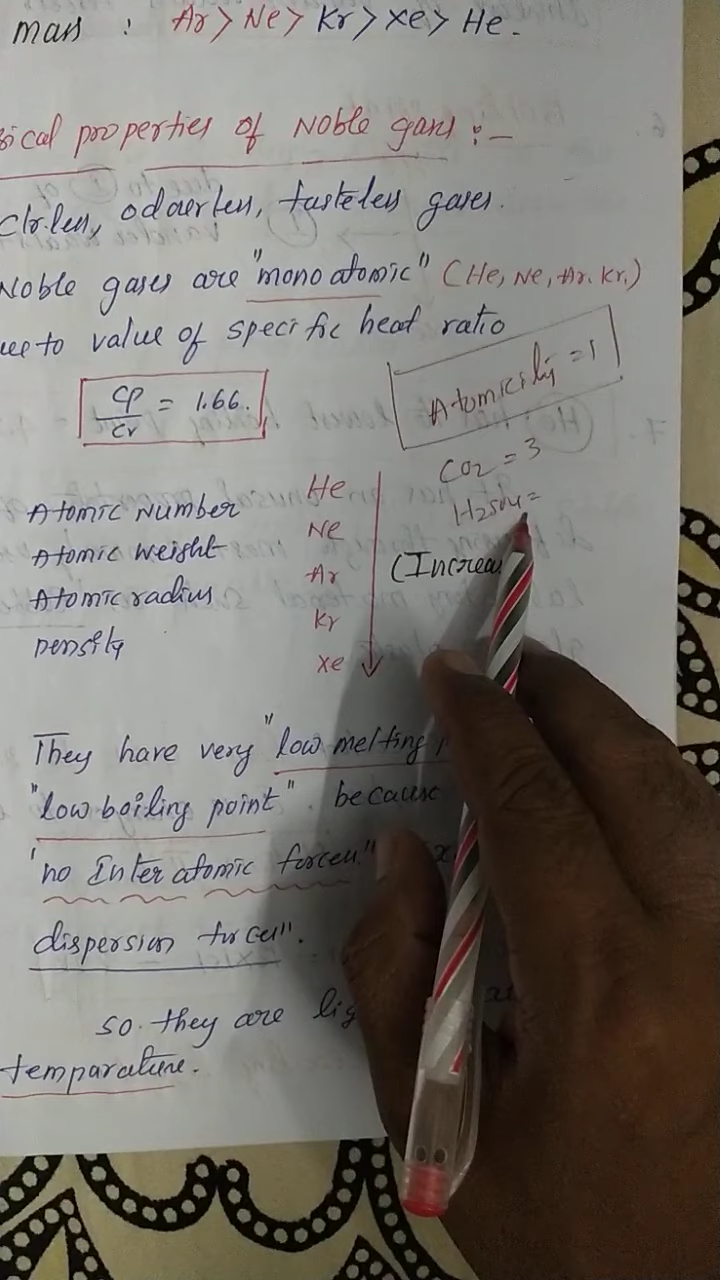 mass : Ar > Ne > Kr > Xe > He.
sical properties of Noble gases :-
Clrless, odourless, tasteless gases.
Noble gases are "mono atomic" (He, Ne, Ar, Kr,)
ue to value of specific heat ratio
Cp/Cv = 1.66.
Atomicity = 1
CO2 = 3
H2SO4 =
Atomic Number
Atomic weight
Atomic radius
Density
He
Ne
Ar
Kr
Xe
(Increa
They have very "low melting
"low boiling point". because
"no Inter atomic forces"
dispersion forces".
so. they are
temparature.